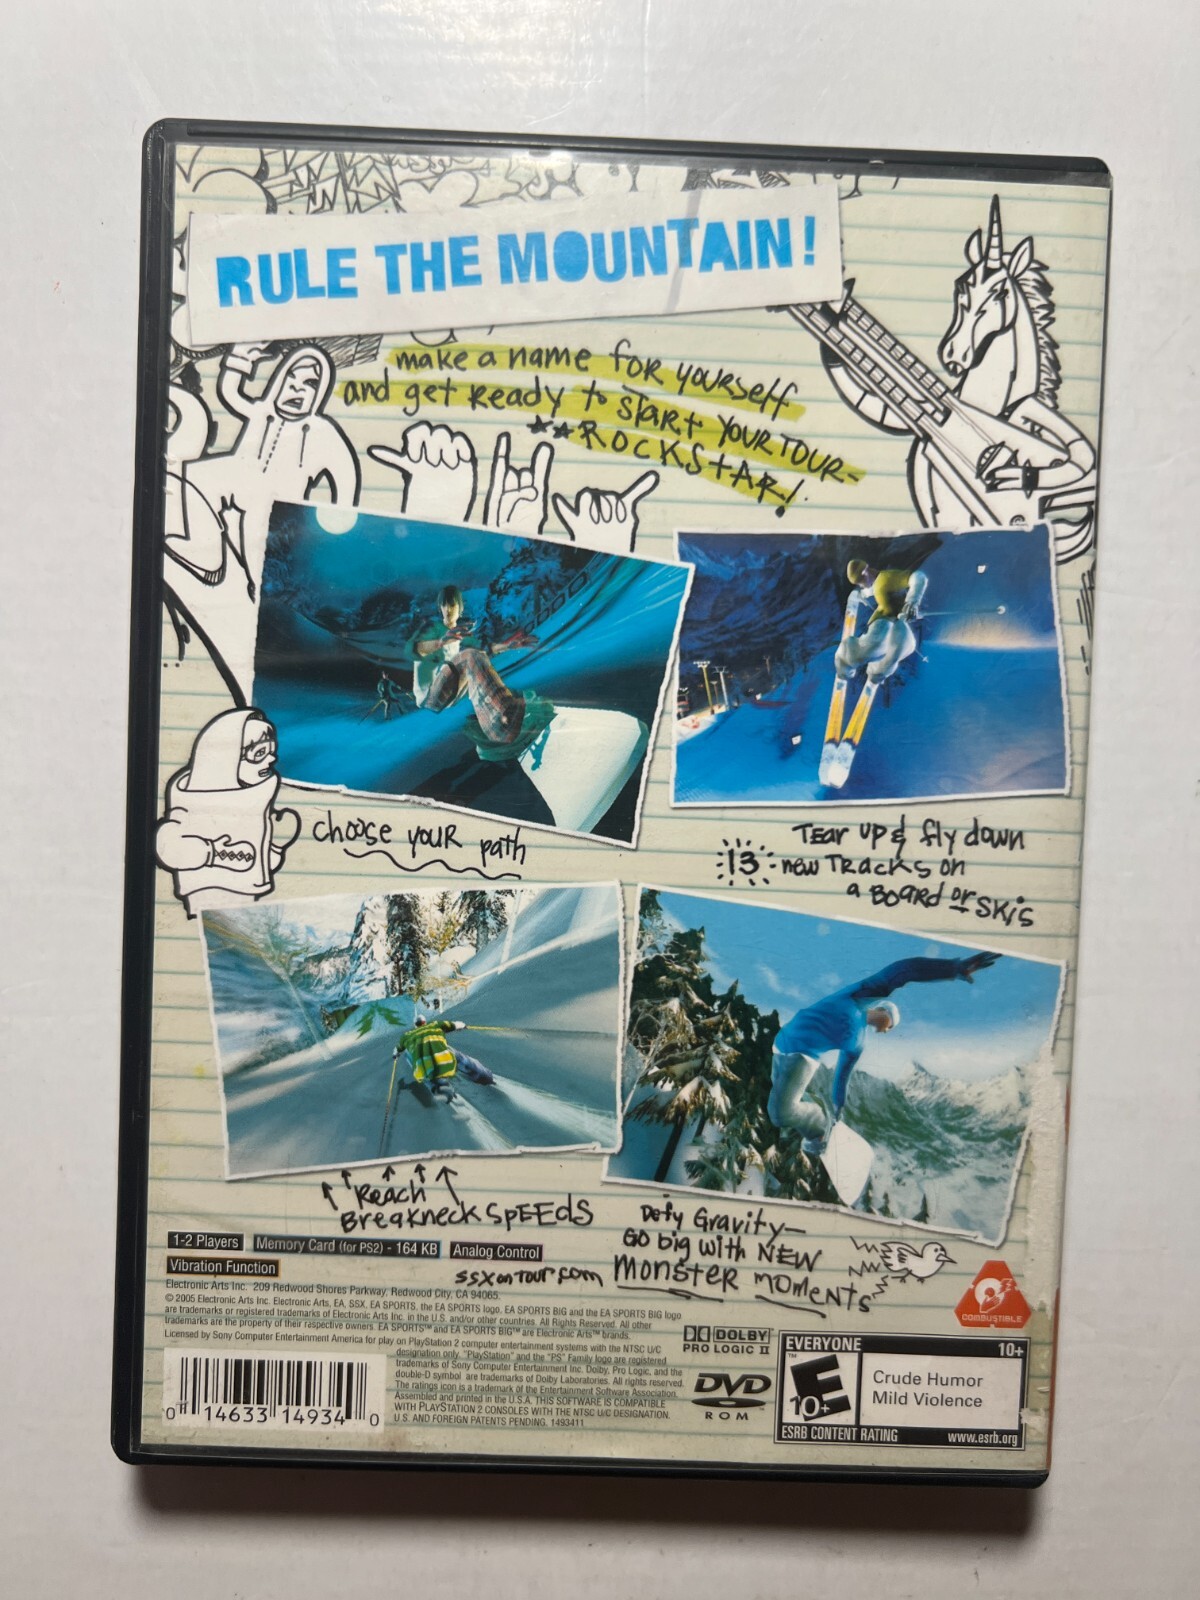 RULE THE MOUNTAIN!
make a name for yourself
and get Ready to start YOUR TOUR-
**ROCKSTAR!
choose your path
Tear up & fly down
13 new Tracks on
a Board or Skis
Reach
Breakneck Speeds
Defy Gravity-
Go big with NEW
Monster moments
ssxontour.com
1-2 Players
Memory Card (for PS2) - 164 KB
Analog Control
Vibration Function
Electronic Arts Inc. 209 Redwood Shores Parkway, Redwood City, CA 94065.
© 2005 Electronic Arts Inc. Electronic Arts, EA, SSX, EA SPORTS, the EA SPORTS logo, EA SPORTS BIG and the EA SPORTS BIG logo
are trademarks or registered trademarks of Electronic Arts Inc. in the U.S. and/or other countries. All Rights Reserved. All other
trademarks are the property of their respective owners. EA SPORTS™ and EA SPORTS BIG™ are Electronic Arts™ brands.
Licensed by Sony Computer Entertainment America for play on PlayStation 2 computer entertainment systems with the NTSC U/C
designation only. "PlayStation" and the "PS" Family logo are registered
trademarks of Sony Computer Entertainment Inc. Dolby, Pro Logic, and the
double-D symbol are trademarks of Dolby Laboratories. All rights reserved.
The ratings icon is a trademark of the Entertainment Software Association.
Assembled and printed in the U.S.A. THIS SOFTWARE IS COMPATIBLE
WITH PLAYSTATION 2 CONSOLES WITH THE NTSC U/C DESIGNATION.
U.S. AND FOREIGN PATENTS PENDING. 1493411
0 14633 14934 0
DOLBY
PRO LOGIC II
DVD
ROM
COMBUSTIBLE
EVERYONE 10+
E
10+
Crude Humor
Mild Violence
ESRB CONTENT RATING www.esrb.org